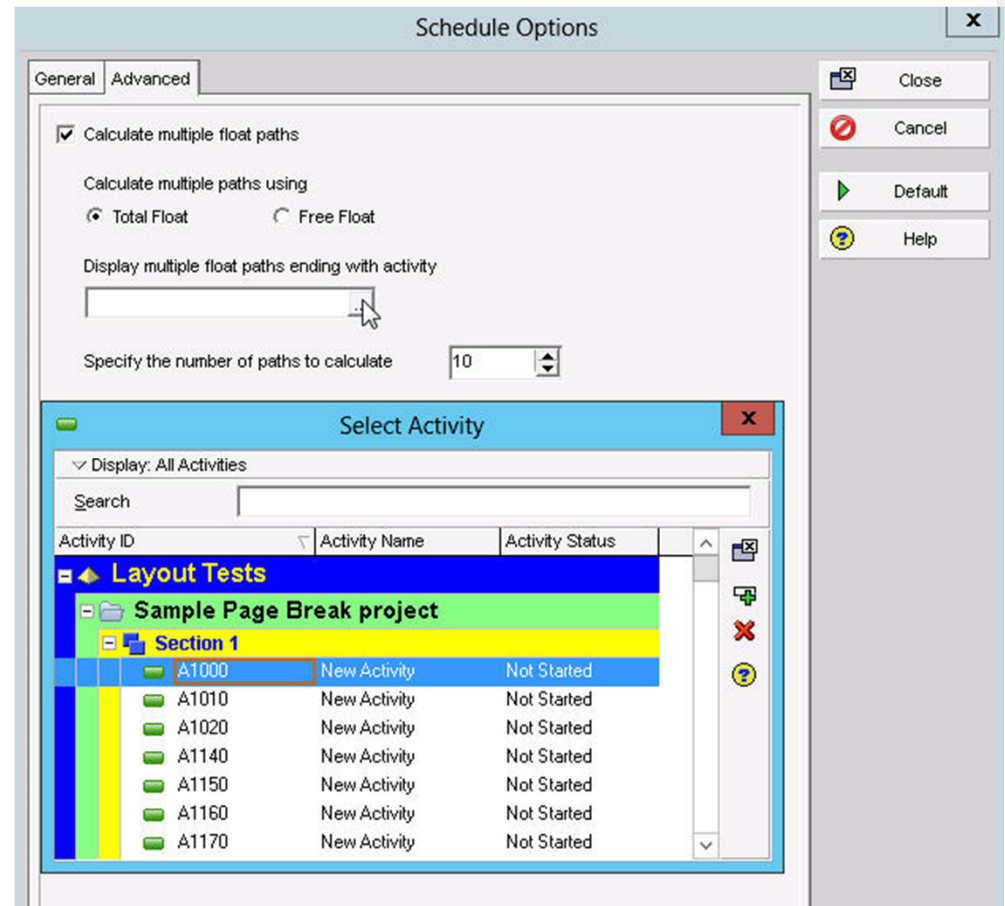 Schedule Options
X
General Advanced
Close
Calculate multiple float paths
Cancel
Calculate multiple paths using
Default
Total Float Free Float
Help
Display multiple float paths ending with activity
...
Specify the number of paths to calculate 10
Select Activity
x
Display: All Activities
Search
Activity ID Activity Name Activity Status
Layout Tests
Sample Page Break project
Section 1
A1000 New Activity Not Started
A1010 New Activity Not Started
A1020 New Activity Not Started
A1140 New Activity Not Started
A1150 New Activity Not Started
A1160 New Activity Not Started
A1170 New Activity Not Started